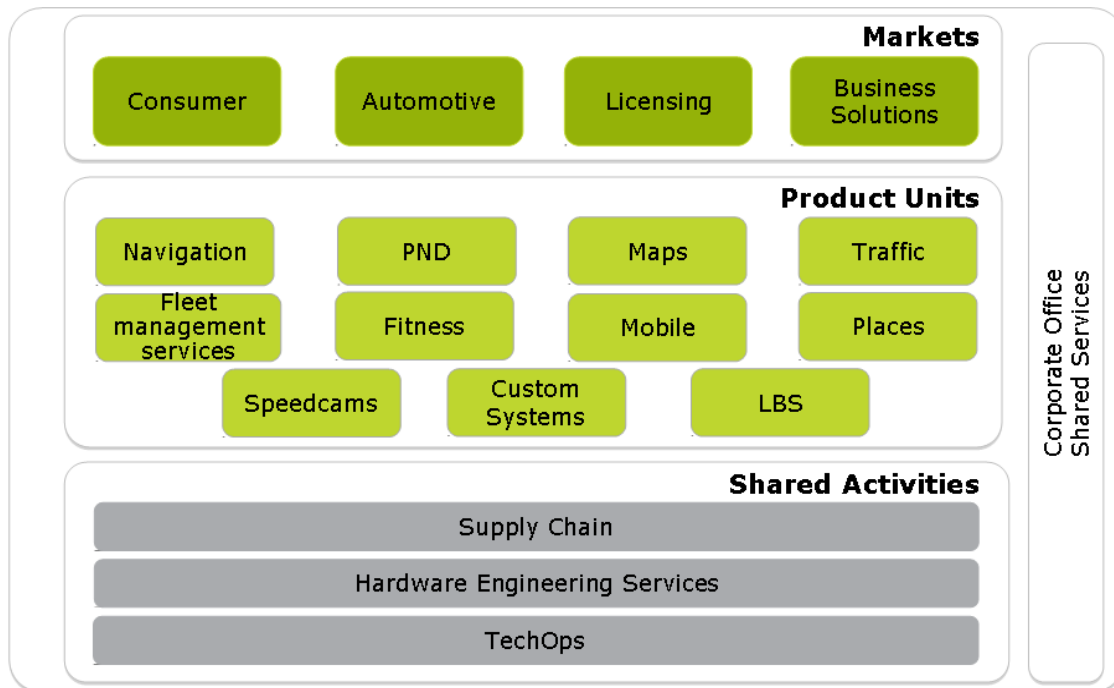 Markets
Consumer
Automotive
Licensing
Business
Solutions
Product Units
Navigation
PND
Maps
Traffic
Fleet
management
services
Fitness
Mobile
Places
Speedcams
Custom
Systems
LBS
Shared Activities
Supply Chain
Hardware Engineering Services
TechOps
Corporate Office
Shared Services